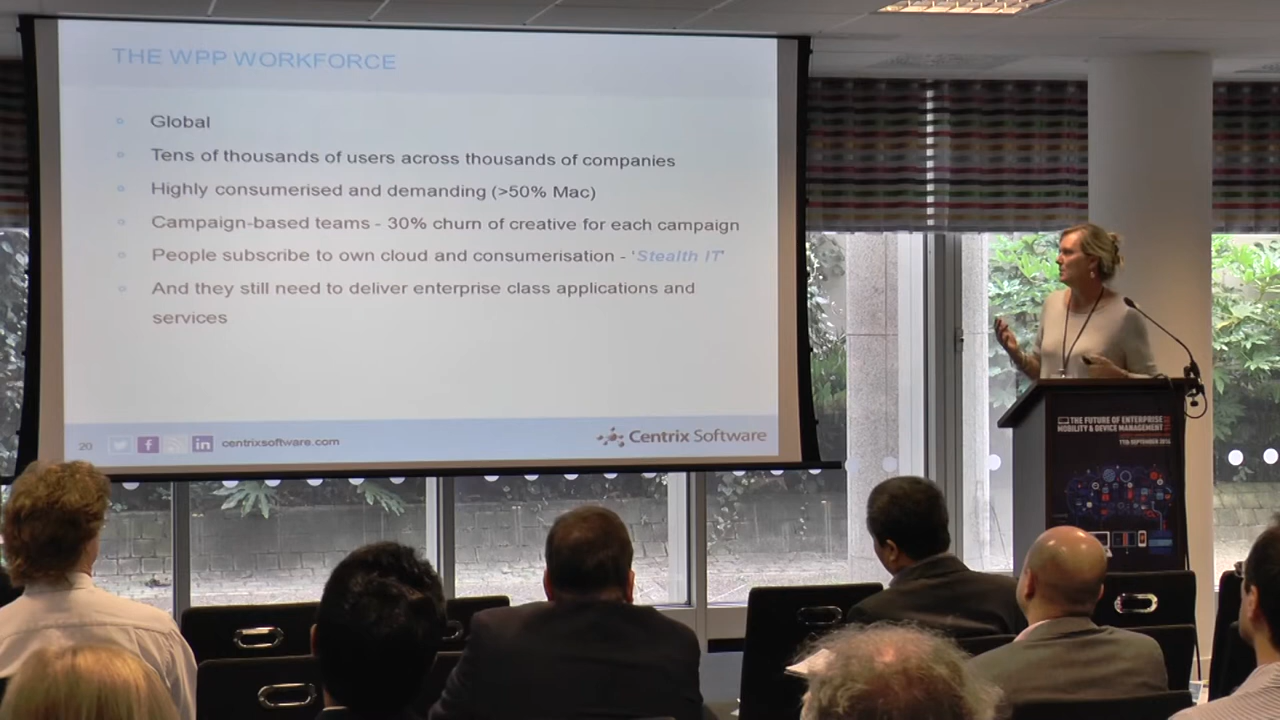 THE WPP WORKFORCE
Global
Tens of thousands of users across thousands of companies
Highly consumerised and demanding (>50% Mac)
Campaign-based teams - 30% churn of creative for each campaign
People subscribe to own cloud and consumerisation - 'Stealth IT'
And they still need to deliver enterprise class applications and
services
20
f
in
centrixsoftware.com
Centrix Software
THE FUTURE OF ENTERPRISE
MOBILITY & DEVICE MANAGEMENT
11TH SEPTEMBER